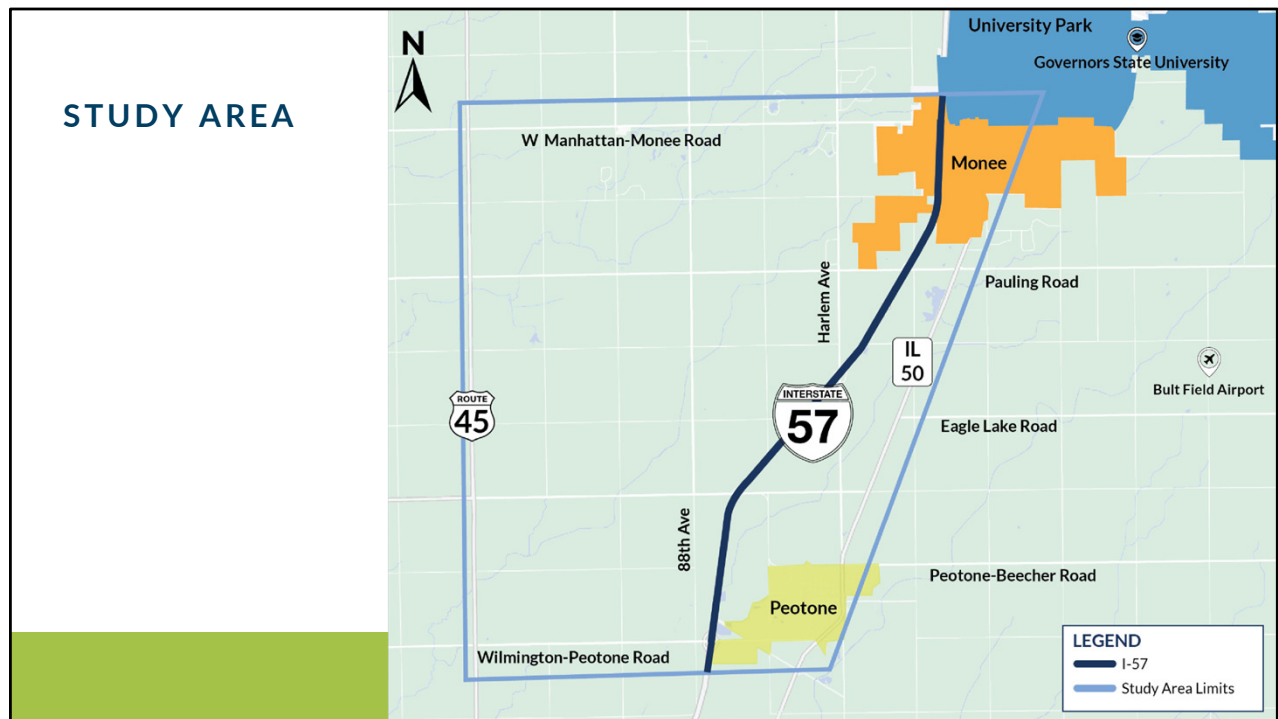 STUDY AREA
N
University Park
Governors State University
W Manhattan-Monee Road
Monee
Harlem Ave
Pauling Road
IL
50
Bult Field Airport
ROUTE
45
INTERSTATE
57
Eagle Lake Road
88th Ave
Peotone-Beecher Road
Peotone
Wilmington-Peotone Road
LEGEND
I-57
Study Area Limits